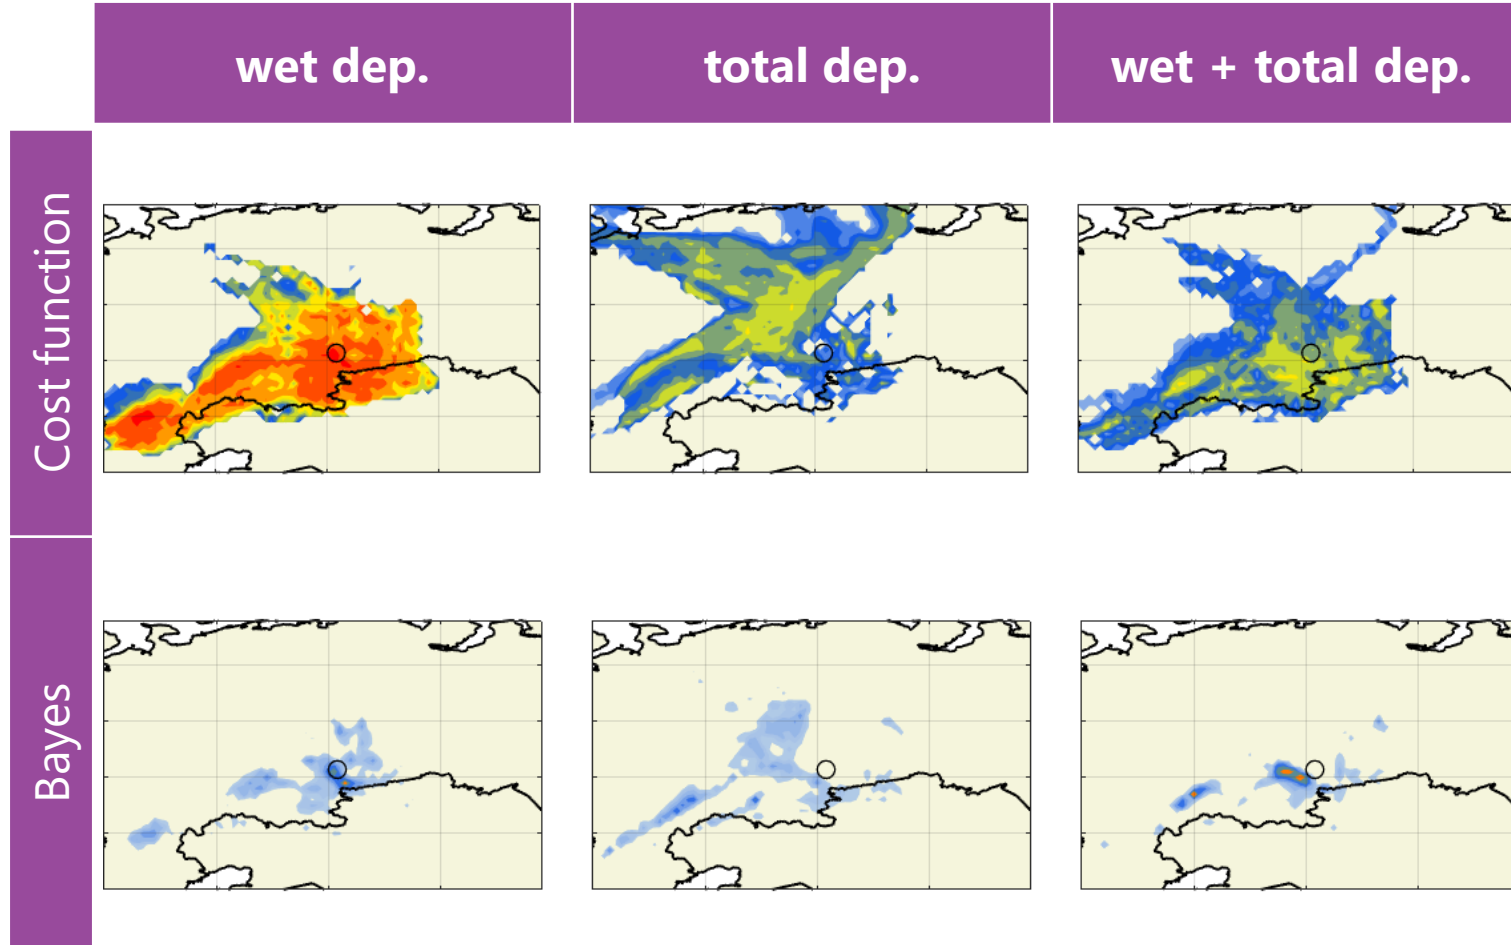 wet dep.
total dep.
wet + total dep.
Cost function
Bayes